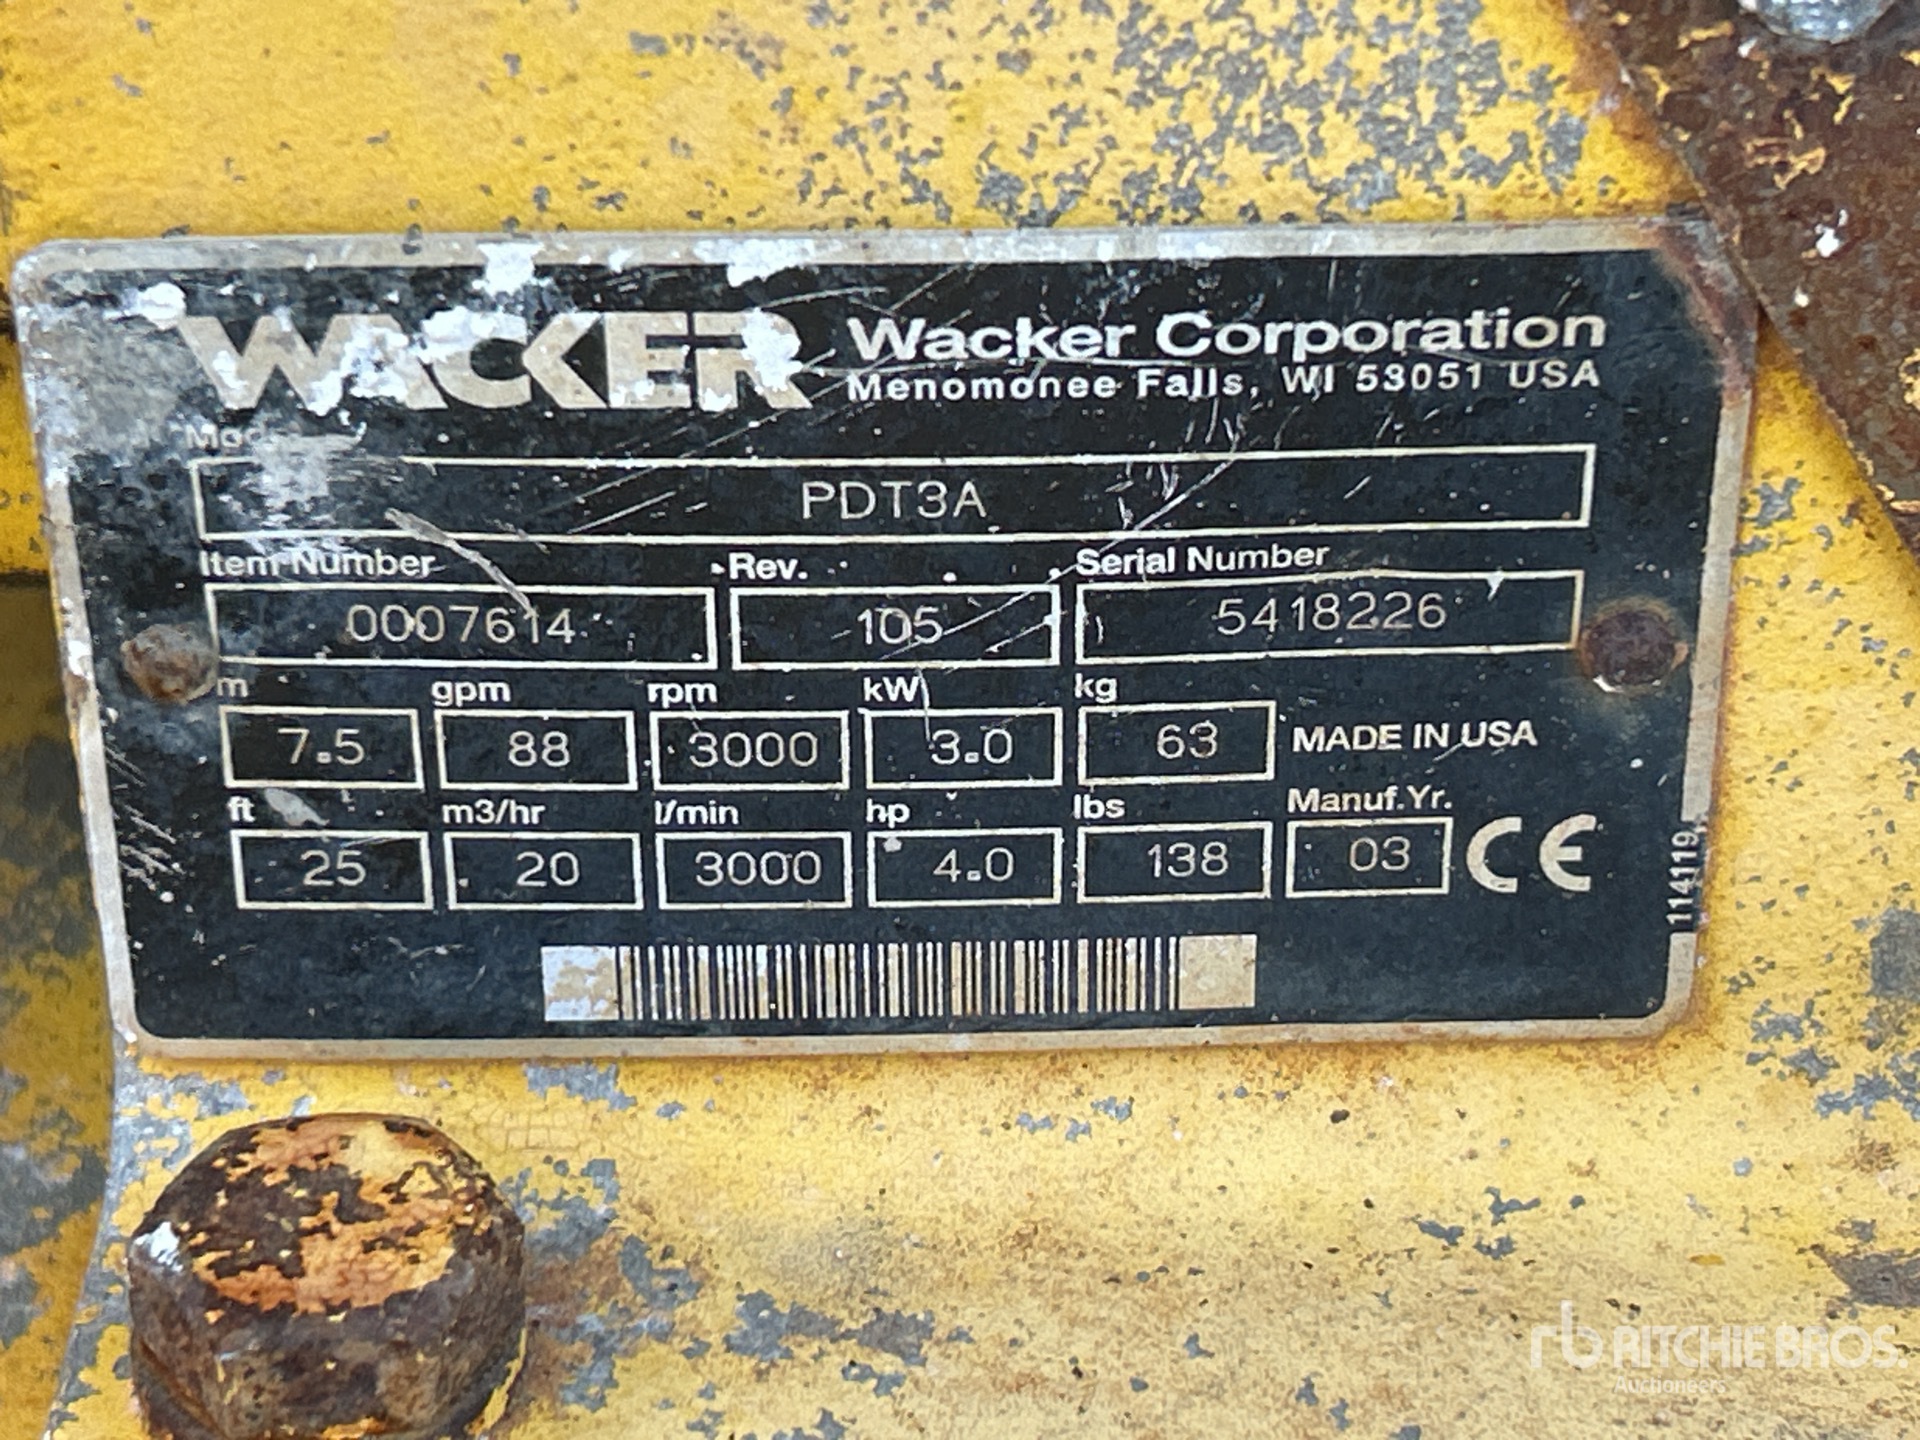 WACKER Wacker Corporation
Menomonee Falls, WI 53051 USA
PDT3A
Item Number Rev. Serial Number
0007614 105 5418226
m gpm rpm kW kg
7.5 88 3000 3.0 63 MADE IN USA
ft m3/hr l/min hp lbs Manuf.Yr.
25 20 3000 4.0 138 03 CE
114119
rb RITCHIE BROS.
Auctioneers